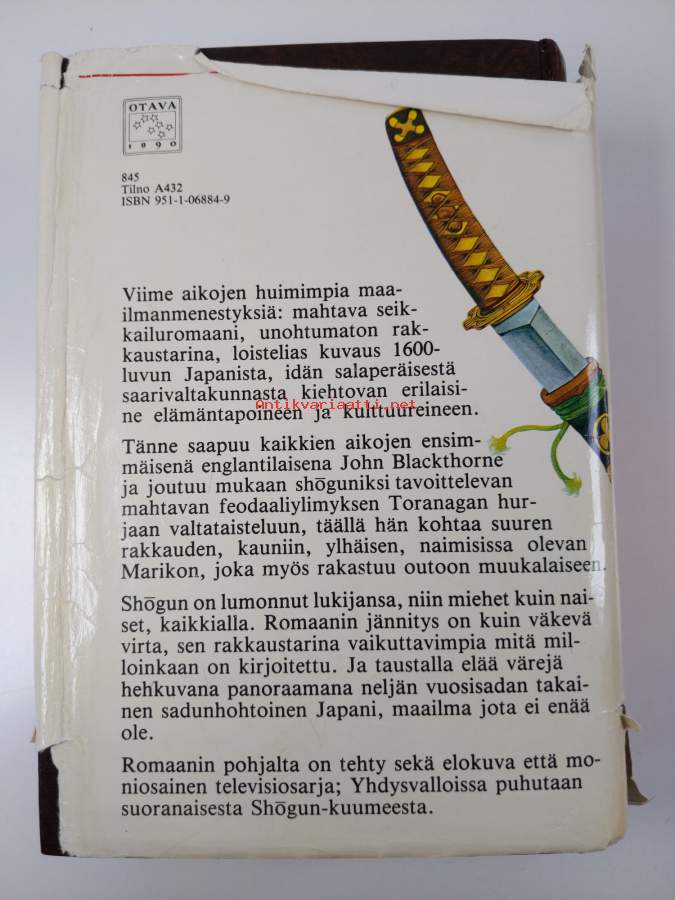 OTAVA
1890
845
Tilno A432
ISBN 951-1-06884-9
Viime aikojen huimimpia maa-
ilmanmenestyksiä: mahtava seik-
kailuromaani, unohtumaton rak-
kaustarina, loistelias kuvaus 1600-
luvun Japanista, idän salaperäisestä
saarivaltakunnasta kiehtovan erilaisi-
Antikvariaatti.net
ne elämäntapoineen ja kulttuureineen.
Tänne saapuu kaikkien aikojen ensim-
mäisenä englantilaisena John Blackthorne
ja joutuu mukaan shōguniksi tavoittelevan
mahtavan feodaaliylimyksen Toranagan hur-
jaan valtataisteluun, täällä hän kohtaa suuren
rakkauden, kauniin, ylhäisen, naimisissa olevan
Marikon, joka myös rakastuu outoon muukalaiseen.
Shōgun on lumonnut lukijansa, niin miehet kuin nai-
set, kaikkialla. Romaanin jännitys on kuin väkevä
virta, sen rakkaustarina vaikuttavimpia mitä mil-
loinkaan on kirjoitettu. Ja taustalla elää värejä
hehkuvana panoraamana neljän vuosisadan takai-
nen sadunhohtoinen Japani, maailma jota ei enää
ole.
Romaanin pohjalta on tehty sekä elokuva että mo-
niosainen televisiosarja; Yhdysvalloissa puhutaan
suoranaisesta Shōgun-kuumeesta.